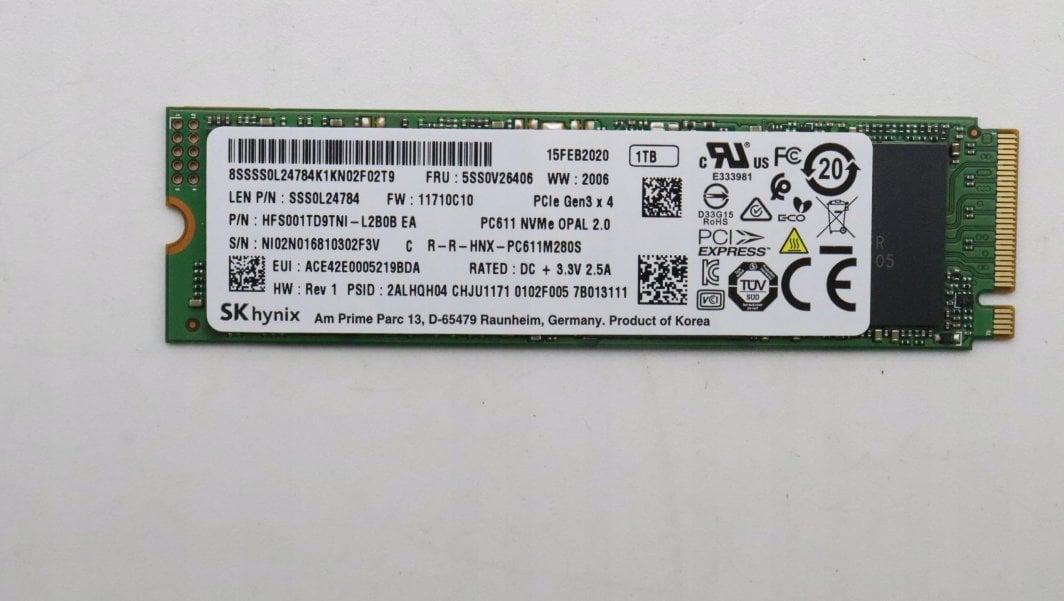 15FEB2020 1TB
8SSSS0L24784K1KN02F02T9 FRU : 5SS0V26406 WW : 2006
LEN P/N : SSS0L24784 FW : 11710C10 PCIe Gen3 x 4
P/N : HFS001TD9TNI-L2B0B EA PC611 NVMe OPAL 2.0
S/N : NI02N016810302F3V C R-R-HNX-PC611M280S
EUI : ACE42E0005219BDA RATED : DC + 3.3V 2.5A
HW : Rev 1 PSID : 2ALHQH04 CHJU1171 0102F005 7B013111
SK hynix Am Prime Parc 13, D-65479 Raunheim, Germany. Product of Korea
c RU ® US FC
E333981
20
D33G15
RoHS
ECO
PCI
EXPRESS®
TÜV
SÜD
VCI
CE
R
05